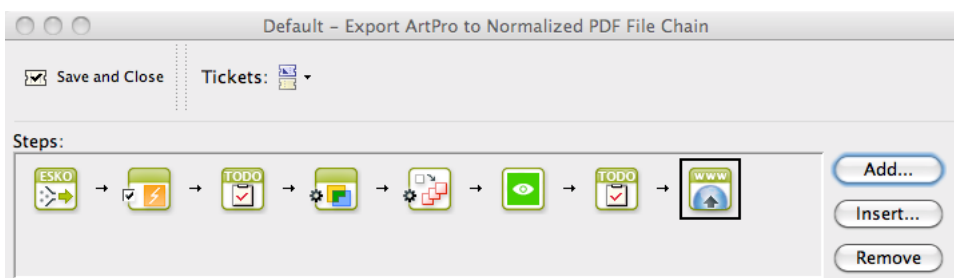 Default – Export ArtPro to Normalized PDF File Chain
Save and Close Tickets:
Steps:
ESKO TODO TODO WWW
Add...
Insert...
Remove